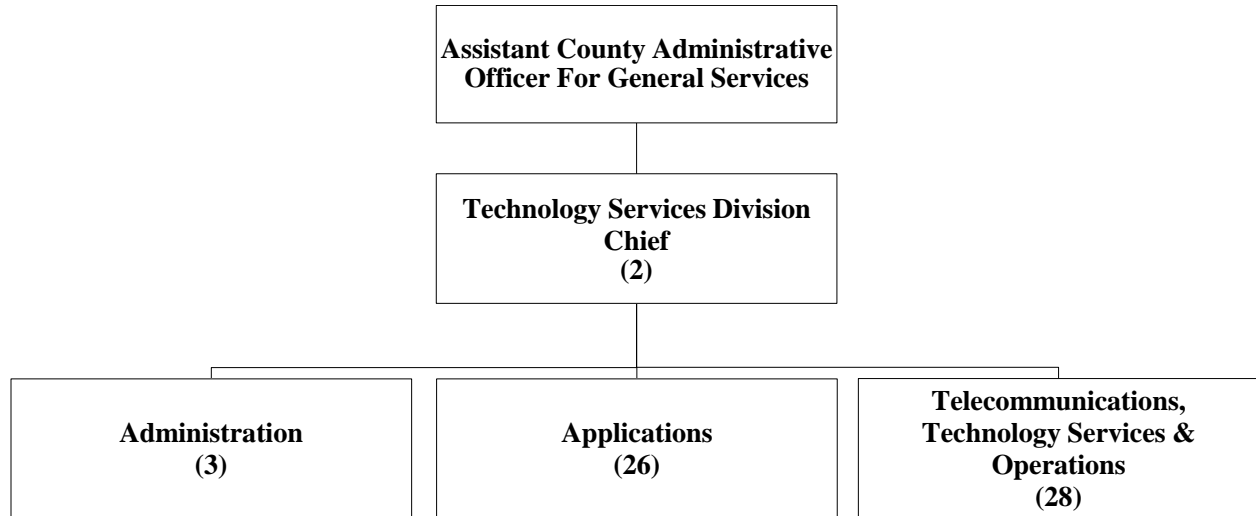 Assistant County Administrative
Officer For General Services
Technology Services Division
Chief
(2)
Administration
(3)
Applications
(26)
Telecommunications,
Technology Services &
Operations
(28)